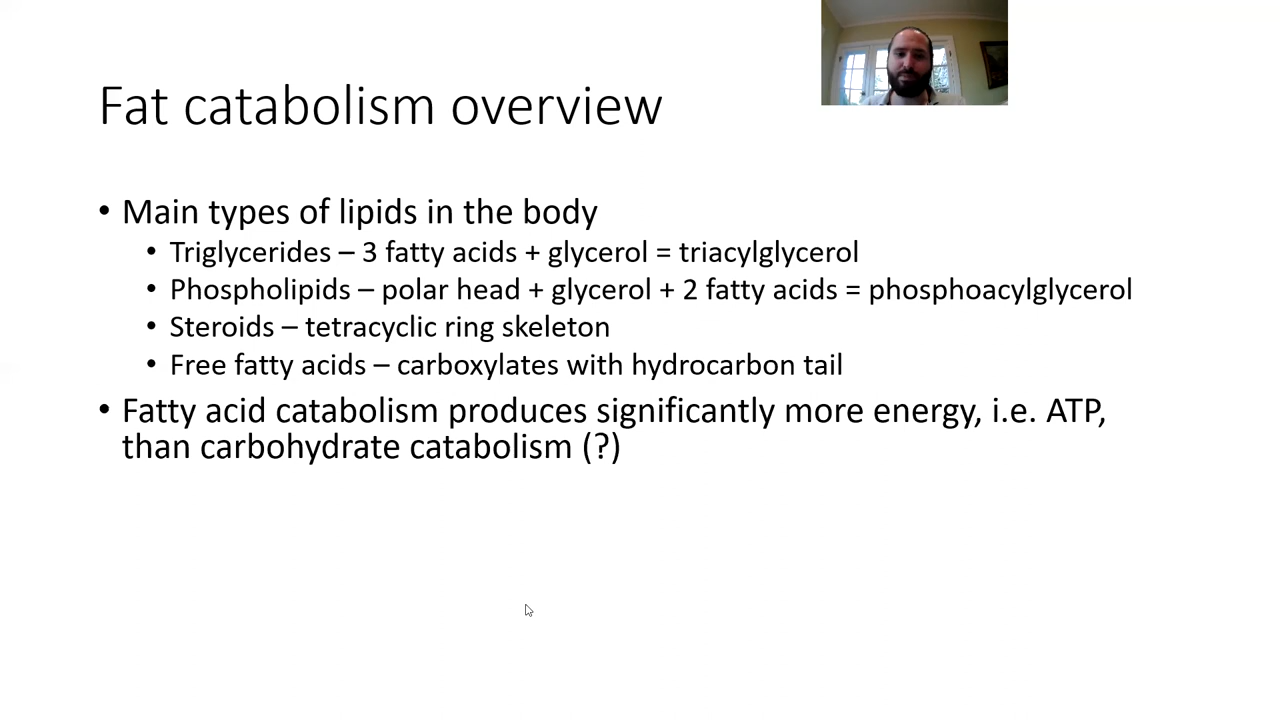 Fat catabolism overview
• Main types of lipids in the body
• Triglycerides – 3 fatty acids + glycerol = triacylglycerol
• Phospholipids – polar head + glycerol + 2 fatty acids = phosphoacylglycerol
• Steroids – tetracyclic ring skeleton
• Free fatty acids – carboxylates with hydrocarbon tail
• Fatty acid catabolism produces significantly more energy, i.e. ATP,
than carbohydrate catabolism (?)